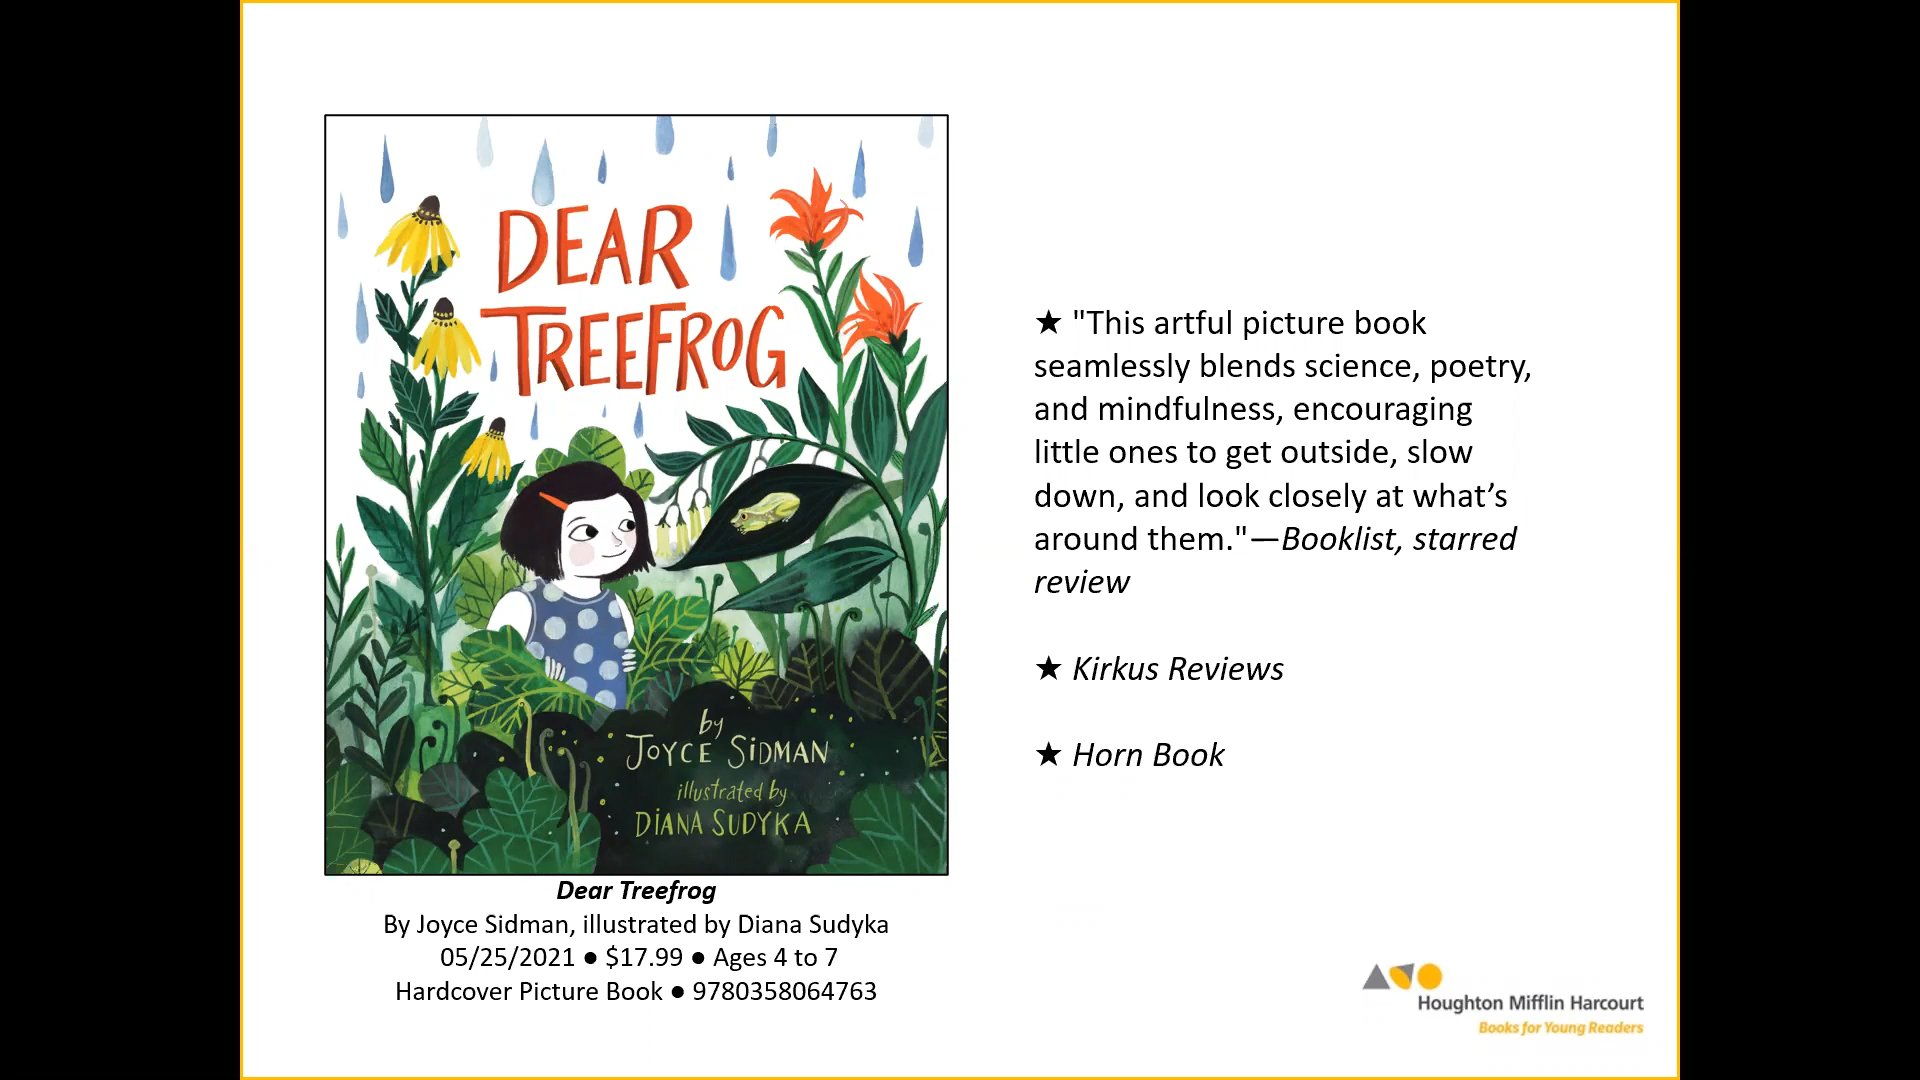 DEAR
TREEFROG
by
JOYCE SIDMAN
illustrated by
DIANA SUDYKA
Dear Treefrog
By Joyce Sidman, illustrated by Diana Sudyka
05/25/2021 ● $17.99 ● Ages 4 to 7
Hardcover Picture Book ● 9780358064763
★ "This artful picture book
seamlessly blends science, poetry,
and mindfulness, encouraging
little ones to get outside, slow
down, and look closely at what’s
around them."—Booklist, starred
review
★ Kirkus Reviews
★ Horn Book
Houghton Mifflin Harcourt
Books for Young Readers